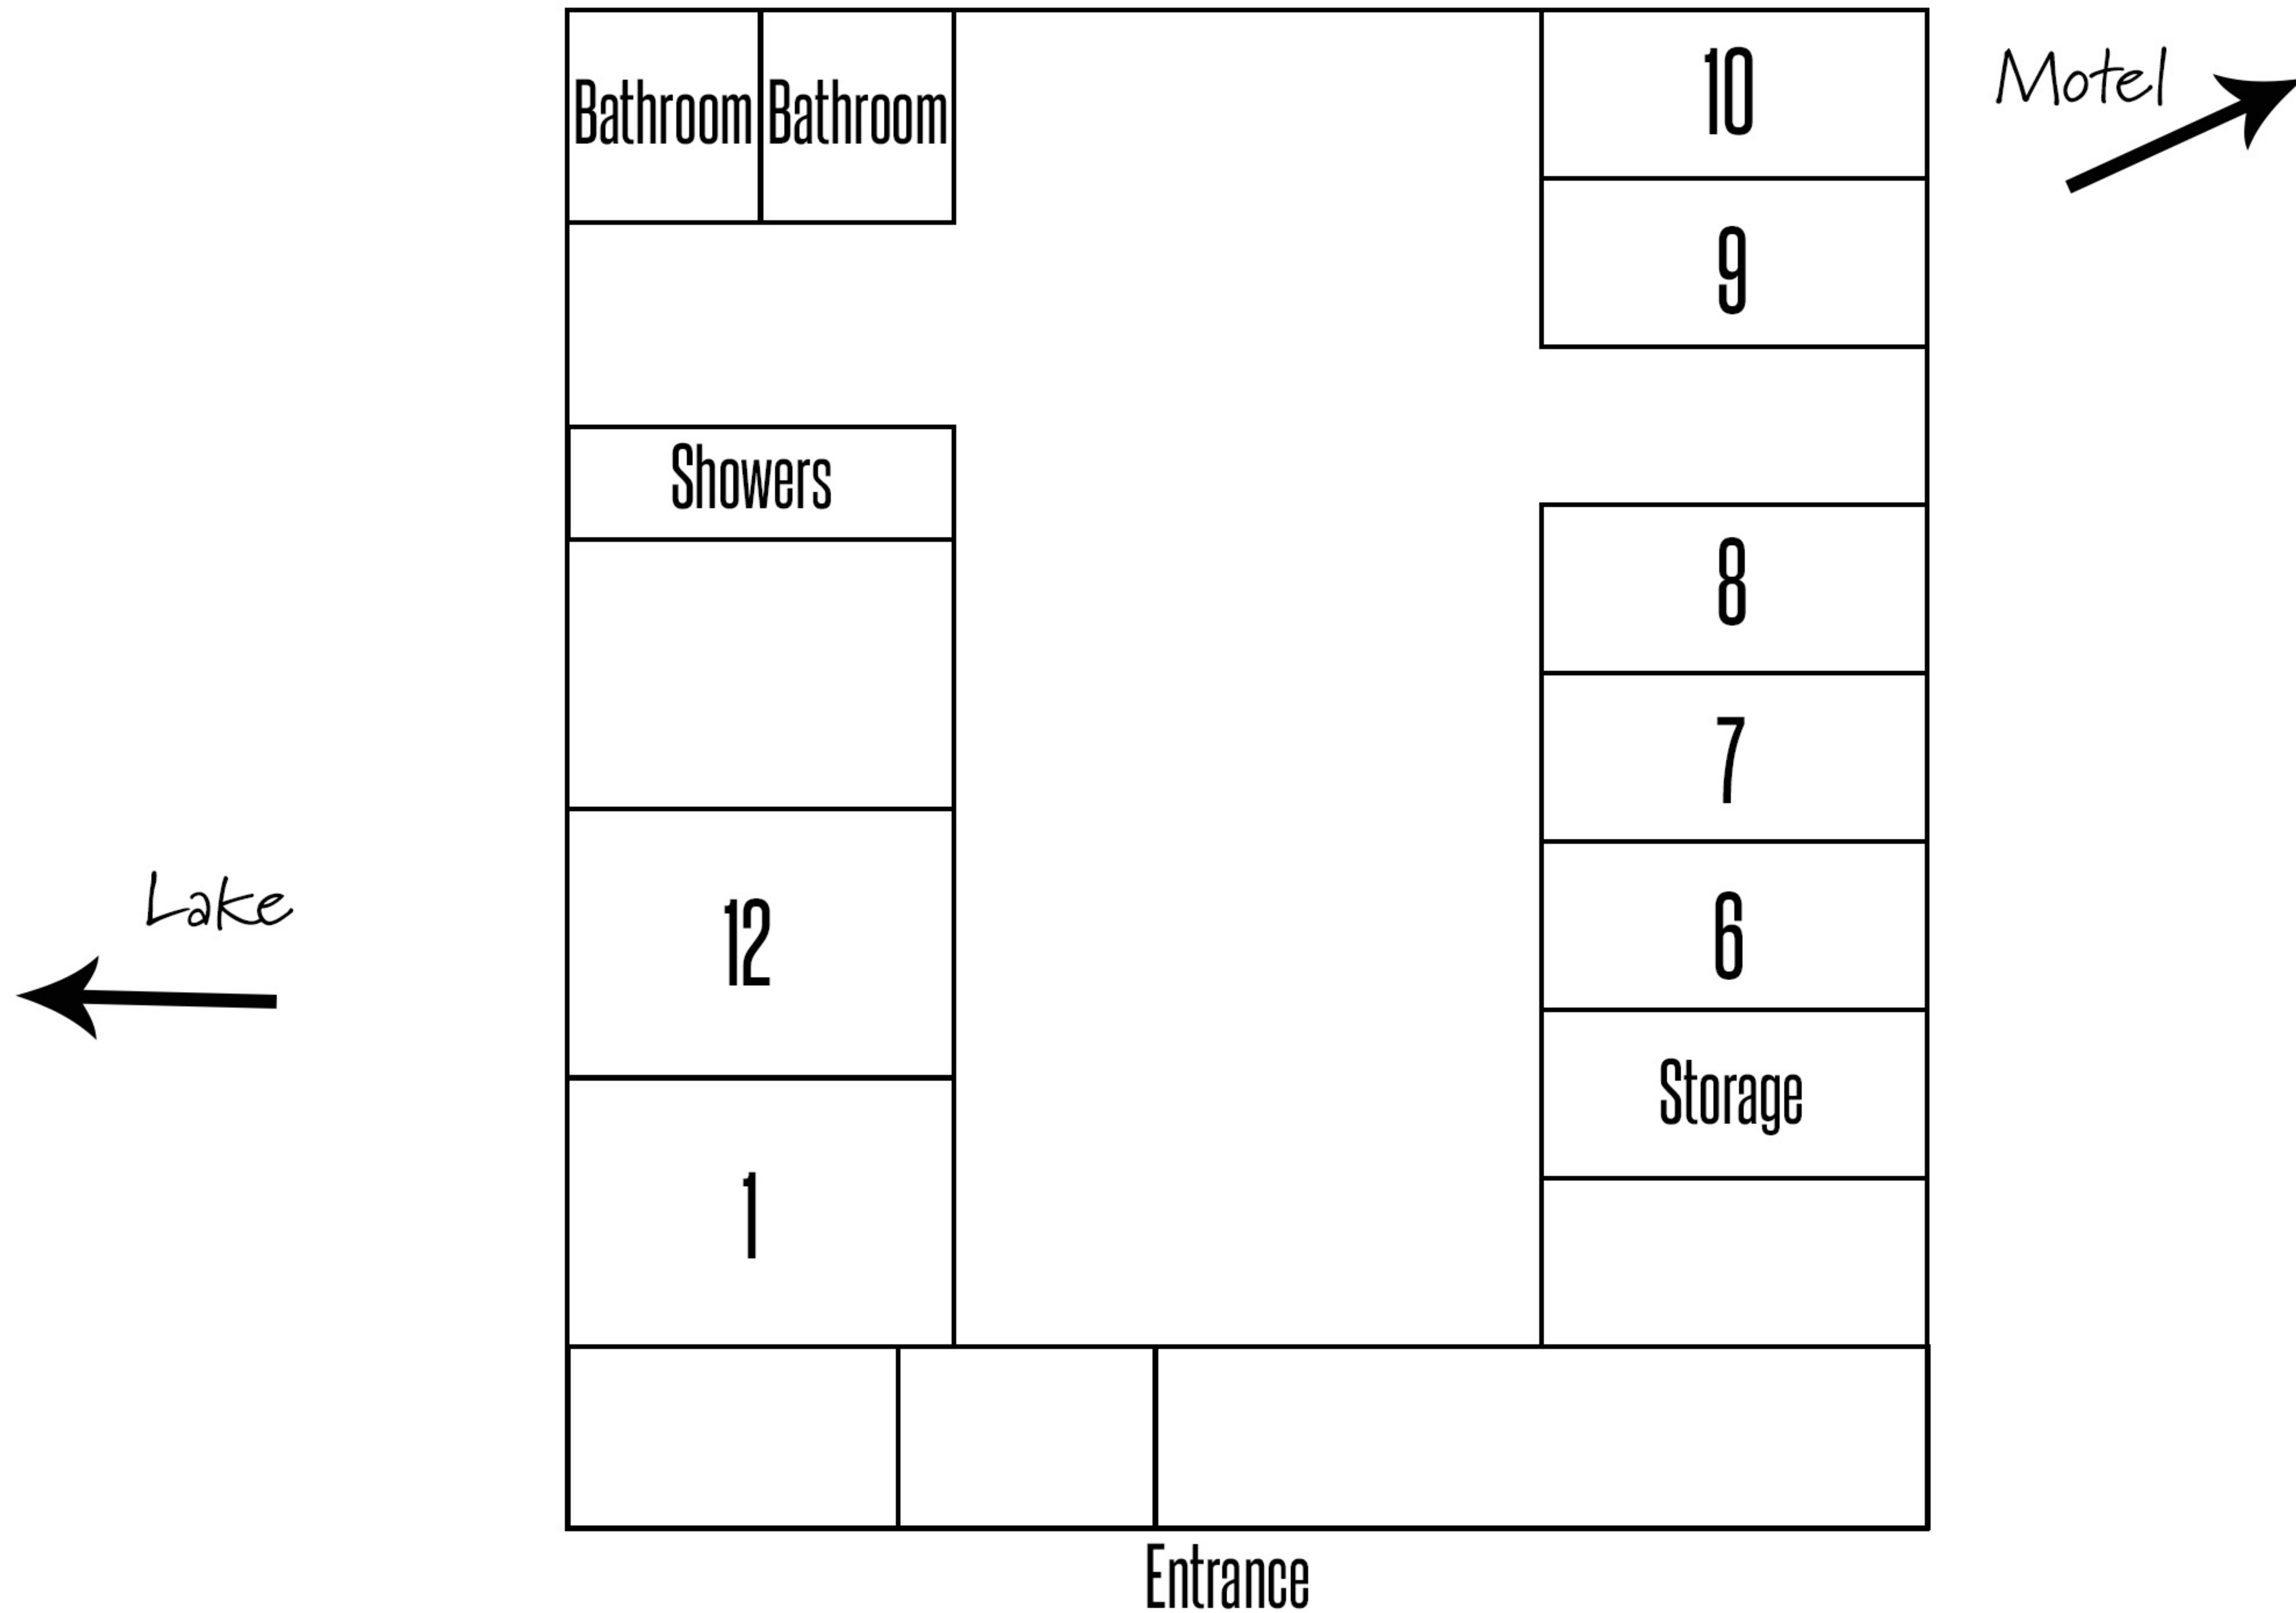 Bathroom
Bathroom
10
Motel
9
Showers
8
7
Lake
12
6
Storage
1
Entrance